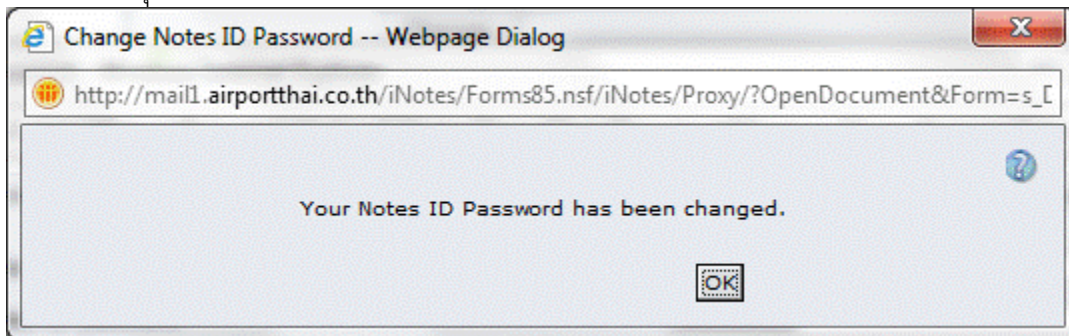 Change Notes ID Password -- Webpage Dialog
http://mail1.airportthai.co.th/iNotes/Forms85.nsf/iNotes/Proxy/?OpenDocument&Form=s_D
Your Notes ID Password has been changed.
OK